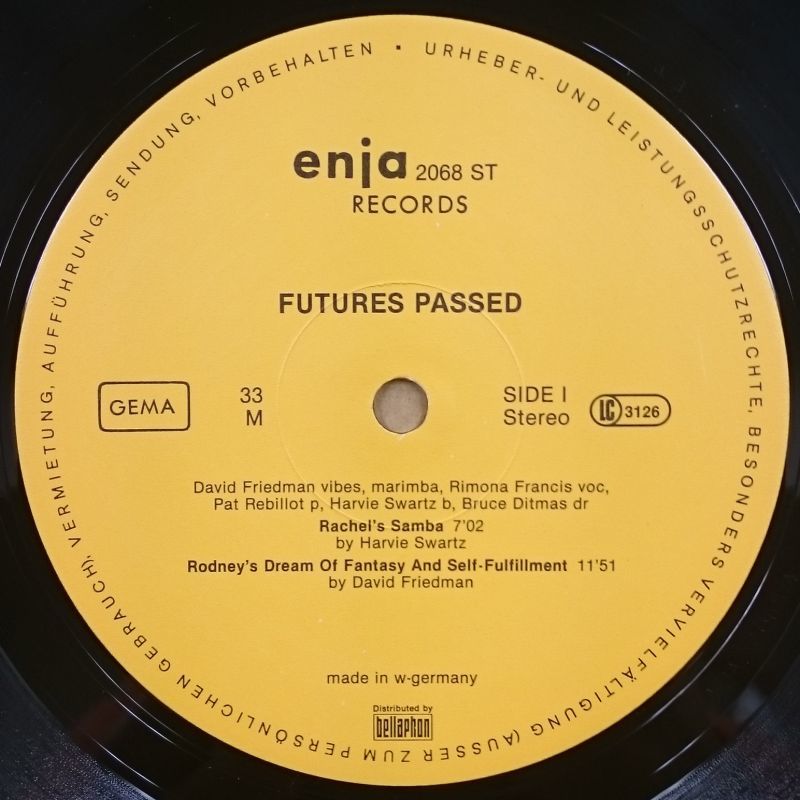 URHEBER- UND LEISTUNGSSCHUTZRECHTE, BESONDERS VERVIELFÄLTIGUNG (AUSSER ZUM PERSÖNLICHEN GEBRAUCH), VERMIETUNG, AUFFÜHRUNG, SENDUNG, VORBEHALTEN •
enja 2068 ST
RECORDS
FUTURES PASSED
GEMA 33 SIDE I LC 3126
M Stereo
David Friedman vibes, marimba, Rimona Francis voc,
Pat Rebillot p, Harvie Swartz b, Bruce Ditmas dr
Rachel's Samba 7'02
by Harvie Swartz
Rodney's Dream Of Fantasy And Self-Fulfillment 11'51
by David Friedman
made in w-germany
Distributed by
bellaphon